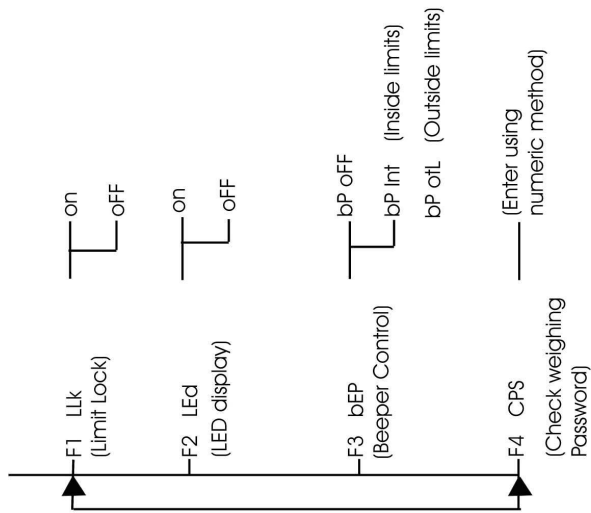 F1 LLk
(Limit Lock)
on
oFF
F2 LEd
(LED display)
on
oFF
F3 bEP
(Beeper Control)
bP oFF
bP Int (Inside limits)
bP otL (Outside limits)
F4 CPS
(Check weighing
Password)
(Enter using
numeric method)